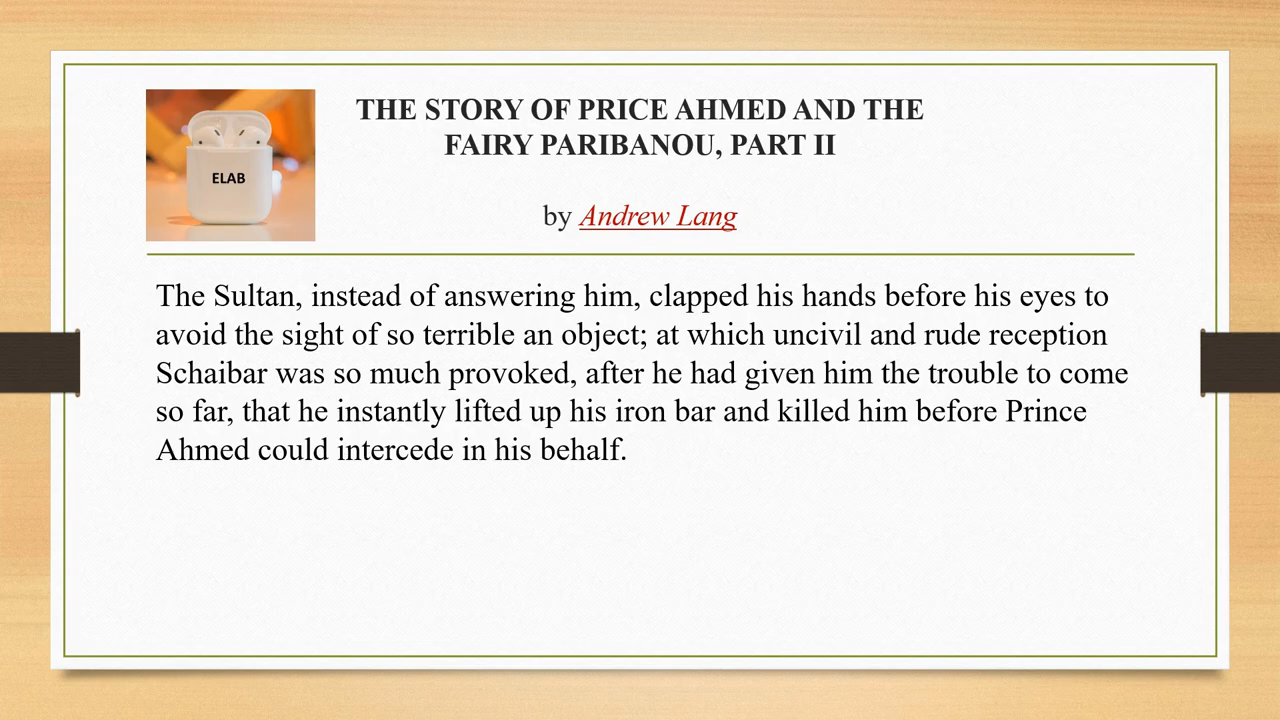 ELAB
THE STORY OF PRICE AHMED AND THE
FAIRY PARIBANOU, PART II
by Andrew Lang
The Sultan, instead of answering him, clapped his hands before his eyes to
avoid the sight of so terrible an object; at which uncivil and rude reception
Schaibar was so much provoked, after he had given him the trouble to come
so far, that he instantly lifted up his iron bar and killed him before Prince
Ahmed could intercede in his behalf.